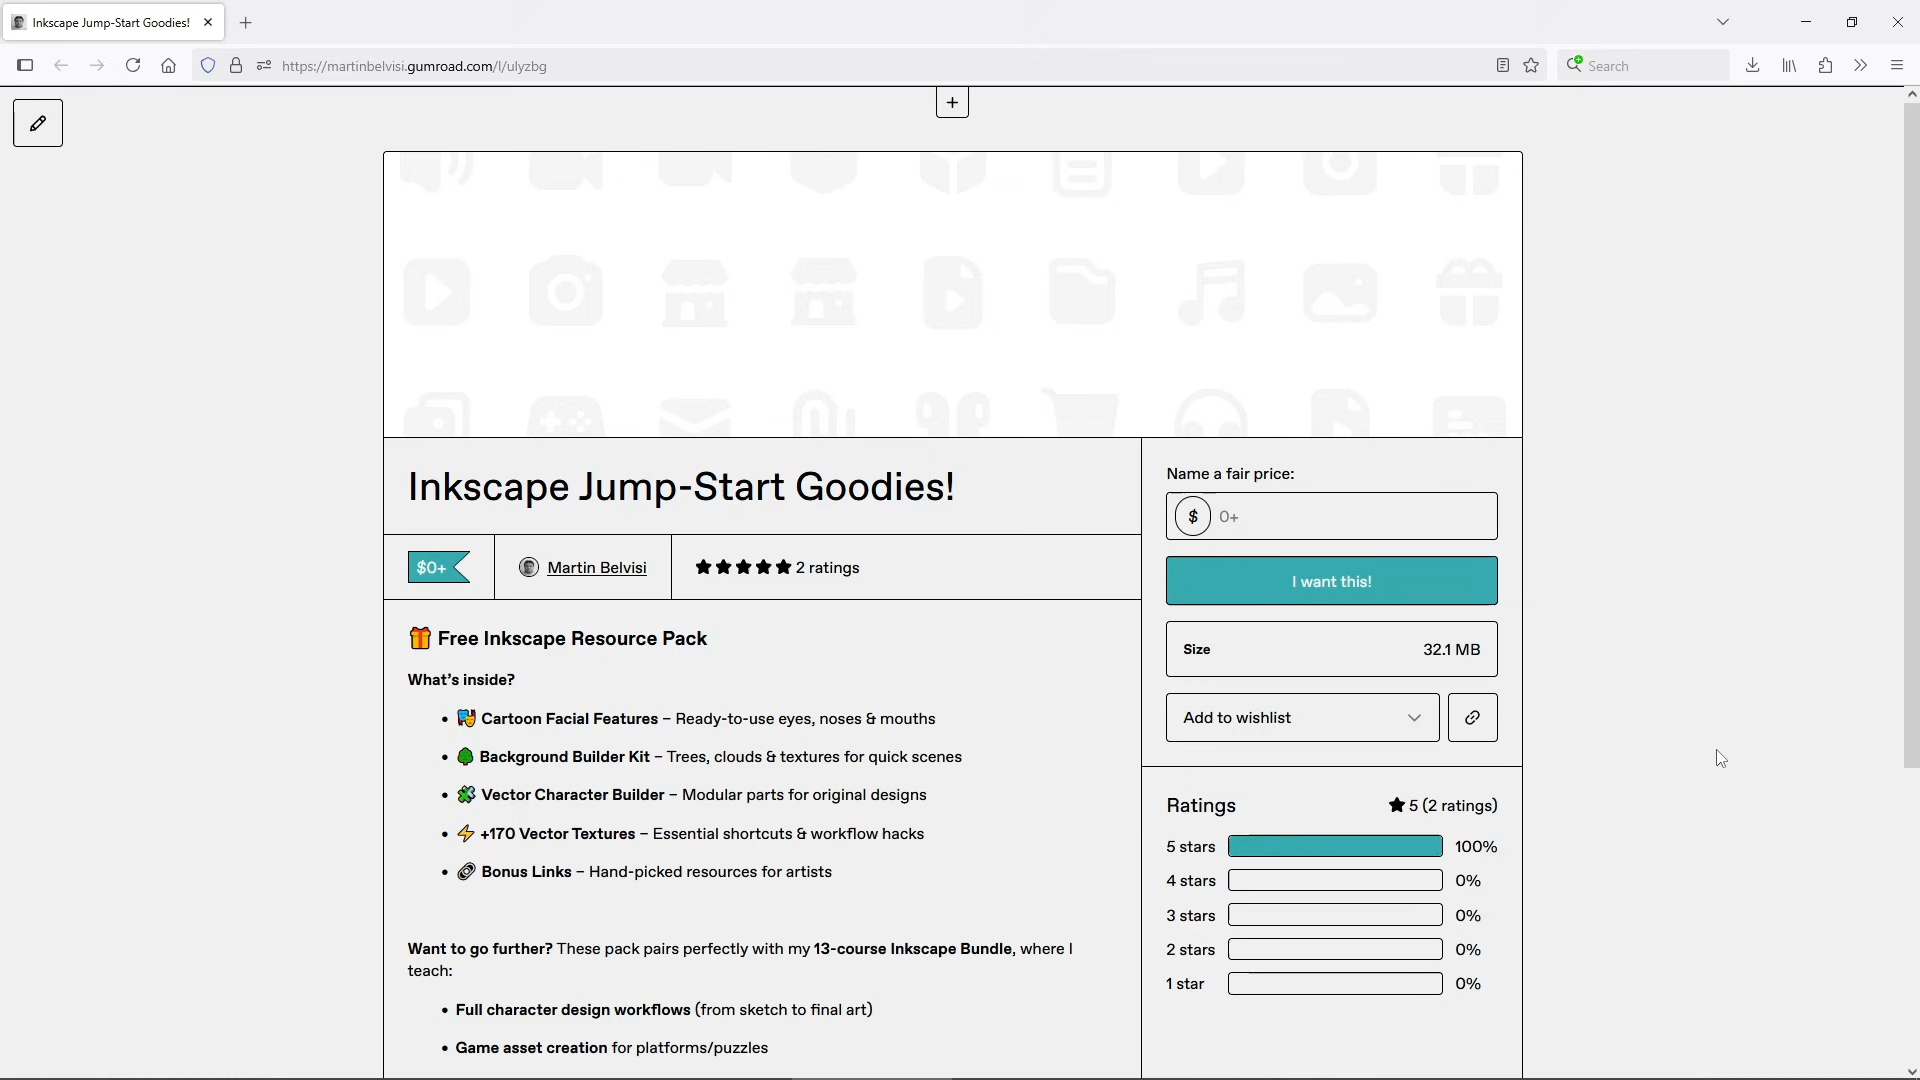 Inkscape Jump-Start Goodies!
https://martinbelvisi.gumroad.com/l/ulyzbg
Search
Inkscape Jump-Start Goodies!
$0+
Martin Belvisi
2 ratings
🎁 Free Inkscape Resource Pack
What's inside?
• 🎭 Cartoon Facial Features – Ready-to-use eyes, noses & mouths
• 🌳 Background Builder Kit – Trees, clouds & textures for quick scenes
• 🧩 Vector Character Builder – Modular parts for original designs
• ⚡ +170 Vector Textures – Essential shortcuts & workflow hacks
• 🔗 Bonus Links – Hand-picked resources for artists
Want to go further? These pack pairs perfectly with my 13-course Inkscape Bundle, where I
teach:
• Full character design workflows (from sketch to final art)
• Game asset creation for platforms/puzzles
Name a fair price:
$ 0+
I want this!
Size 32.1 MB
Add to wishlist
Ratings ★ 5 (2 ratings)
5 stars 100%
4 stars 0%
3 stars 0%
2 stars 0%
1 star 0%